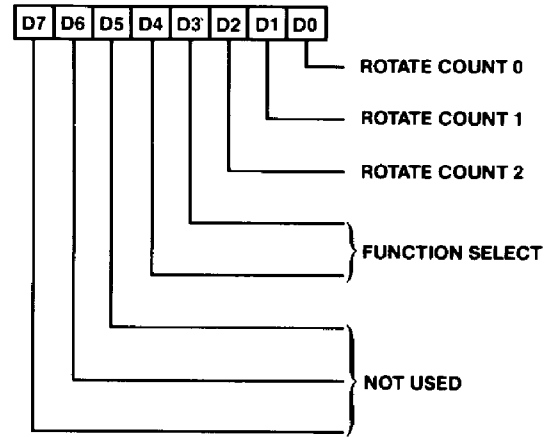 D7 D6 D5 D4 D3 D2 D1 D0
ROTATE COUNT 0
ROTATE COUNT 1
ROTATE COUNT 2
FUNCTION SELECT
NOT USED